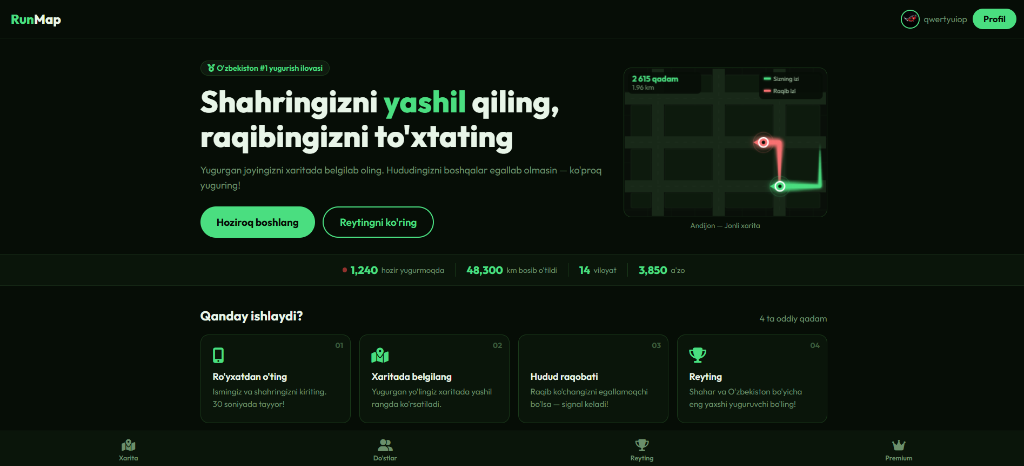 RunMap
qwertyuiop
Profil
O'zbekiston #1 yugurish ilovasi
Shahringizni yashil qiling,
raqibingizni to'xtating
Yugurgan joyingizni xaritada belgilab oling. Hududingizni boshqalar egallab olmasin — ko'proq
yuguring!
Hoziroq boshlang
Reytingni ko'ring
2 615 qadam
1.96 km
Sizning iz
Raqib izi
Andijon — Jonli xarita
1,240 hozir yugurmoqda
48,300 km bosib o'tildi
14 viloyat
3,850 a'zo
Qanday ishlaydi?
4 ta oddiy qadam
01
Ro'yxatdan o'ting
Ismingiz va shahringizni kiriting.
30 soniyada tayyor!
02
Xaritada belgilang
Yugurgan yo'lingiz xaritada yashil
rangda ko'rsatiladi.
03
Hudud raqobati
Raqib ko'changizni egallamoqchi
bo'lsa — signal keladi!
04
Reyting
Shahar va O'zbekiston bo'yicha
eng yaxshi yuguruvchi bo'ling!
Xarita
Do'stlar
Reyting
Premium